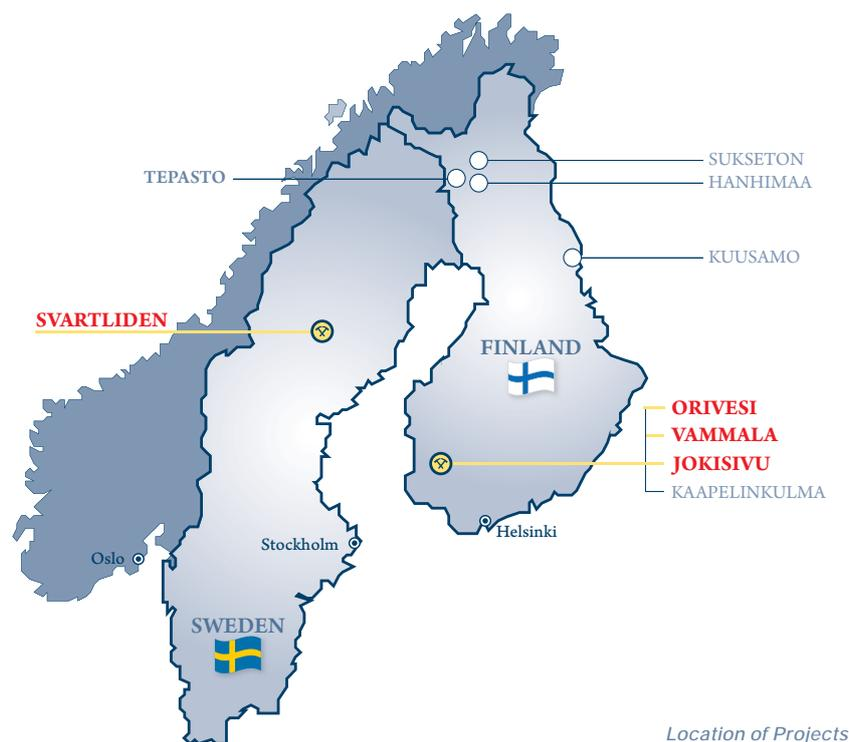 SUKSETON
TEPASTO
HANHIMAA
KUUSAMO
SVARTLIDEN
FINLAND
ORIVESI
VAMMALA
JOKISIVU
KAAPELINKULMA
Helsinki
Stockholm
Oslo
SWEDEN
Location of Projects